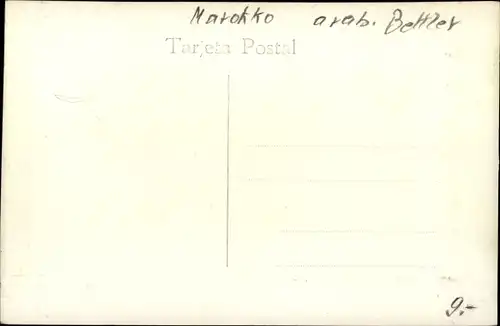 Marokko arab. Bettler
Tarjeta Postal
9.-